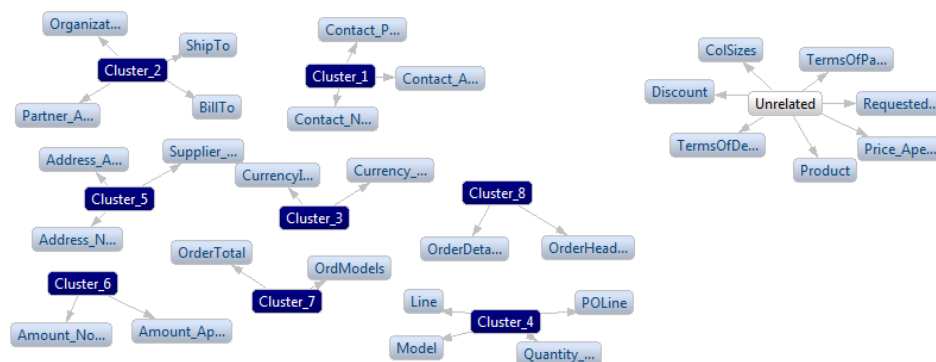 Organizat...
ShipTo
Cluster_2
Partner_A...
BillTo
Contact_P...
Cluster_1
Contact_A...
Contact_N...
ColSizes
TermsOfPa...
Discount
Unrelated
Requested...
TermsOfDe...
Price_Ape...
Product
Address_A...
Supplier_...
Cluster_5
Address_N...
CurrencyI...
Currency_...
Cluster_3
Cluster_8
OrderDeta...
OrderHead...
OrderTotal
OrdModels
Cluster_7
Cluster_6
Amount_No...
Amount_Ap...
Line
POLine
Cluster_4
Model
Quantity_...